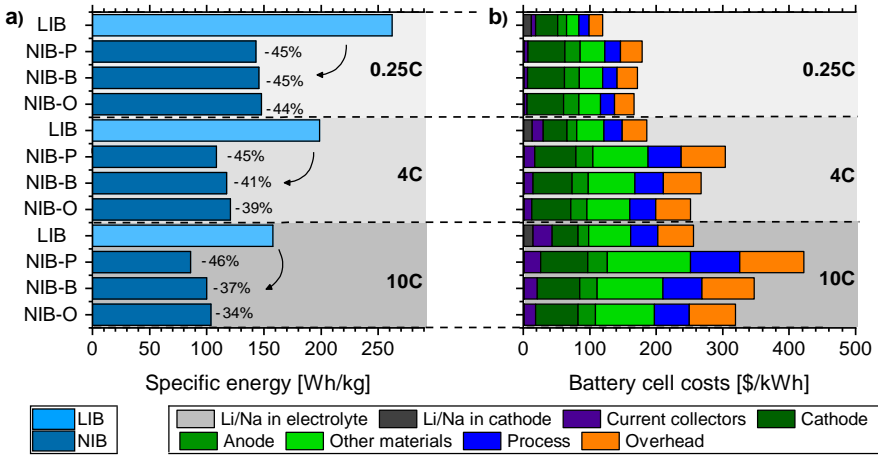 a)
b)
LIB
NIB-P
-45%
NIB-B
-45%
0.25C
0.25C
NIB-O
-44%
LIB
NIB-P
-45%
4C
4C
NIB-B
-41%
NIB-O
-39%
LIB
NIB-P
-46%
10C
10C
NIB-B
-37%
NIB-O
-34%
0 50 100 150 200 250
0 100 200 300 400 500
Specific energy [Wh/kg]
Battery cell costs [$/kWh]
LIB
NIB
Li/Na in electrolyte Li/Na in cathode Current collectors Cathode
Anode Other materials Process Overhead